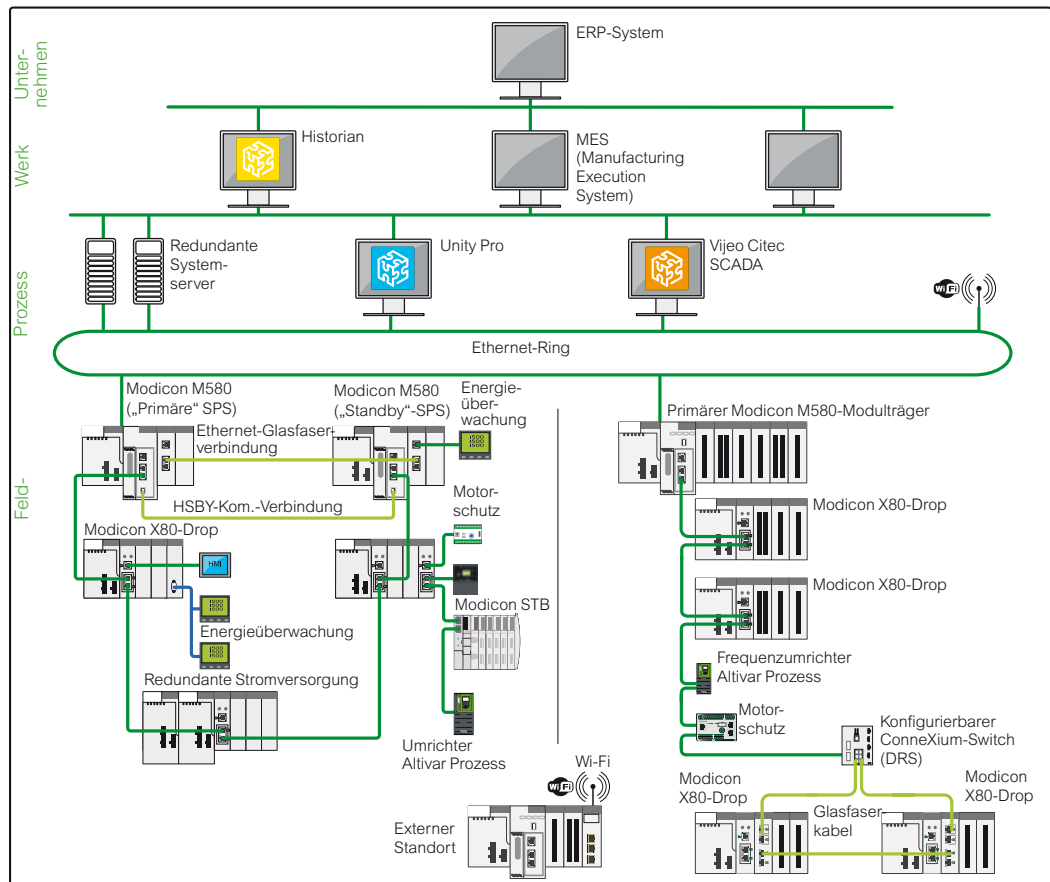 Unter-
nehmen
ERP-System
Werk
Historian
MES
(Manufacturing
Execution
System)
Prozess
Redundante
System-
server
Unity Pro
Vijeo Citec
SCADA
WiFi
Ethernet-Ring
Feld-
Modicon M580
(„Primäre“ SPS)
Modicon M580
(„Standby“-SPS)
Energie-
über-
wachung
Primärer Modicon M580-Modulträger
Ethernet-Glasfaser-
verbindung
HSBY-Kom.-Verbindung
Motor-
schutz
Modicon X80-Drop
Modicon X80-Drop
HMI
Modicon X80-Drop
Modicon STB
Energieüberwachung
Redundante Stromversorgung
Frequenzumrichter
Altivar Prozess
Motor-
schutz
Konfigurierbarer
ConneXium-Switch
(DRS)
Umrichter
Altivar Prozess
Wi-Fi
WiFi
Modicon
X80-Drop
Modicon
X80-Drop
Glasfaser-
kabel
Externer
Standort